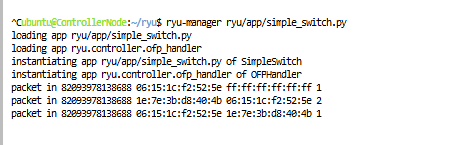 ^Cubuntu@ControllerNode:~/ryu$ ryu-manager ryu/app/simple_switch.py
loading app ryu/app/simple_switch.py
loading app ryu.controller.ofp_handler
instantiating app ryu/app/simple_switch.py of SimpleSwitch
instantiating app ryu.controller.ofp_handler of OFPHandler
packet in 82093978138688 06:15:1c:f2:52:5e ff:ff:ff:ff:ff:ff 1
packet in 82093978138688 1e:7e:3b:d8:40:4b 06:15:1c:f2:52:5e 2
packet in 82093978138688 06:15:1c:f2:52:5e 1e:7e:3b:d8:40:4b 1